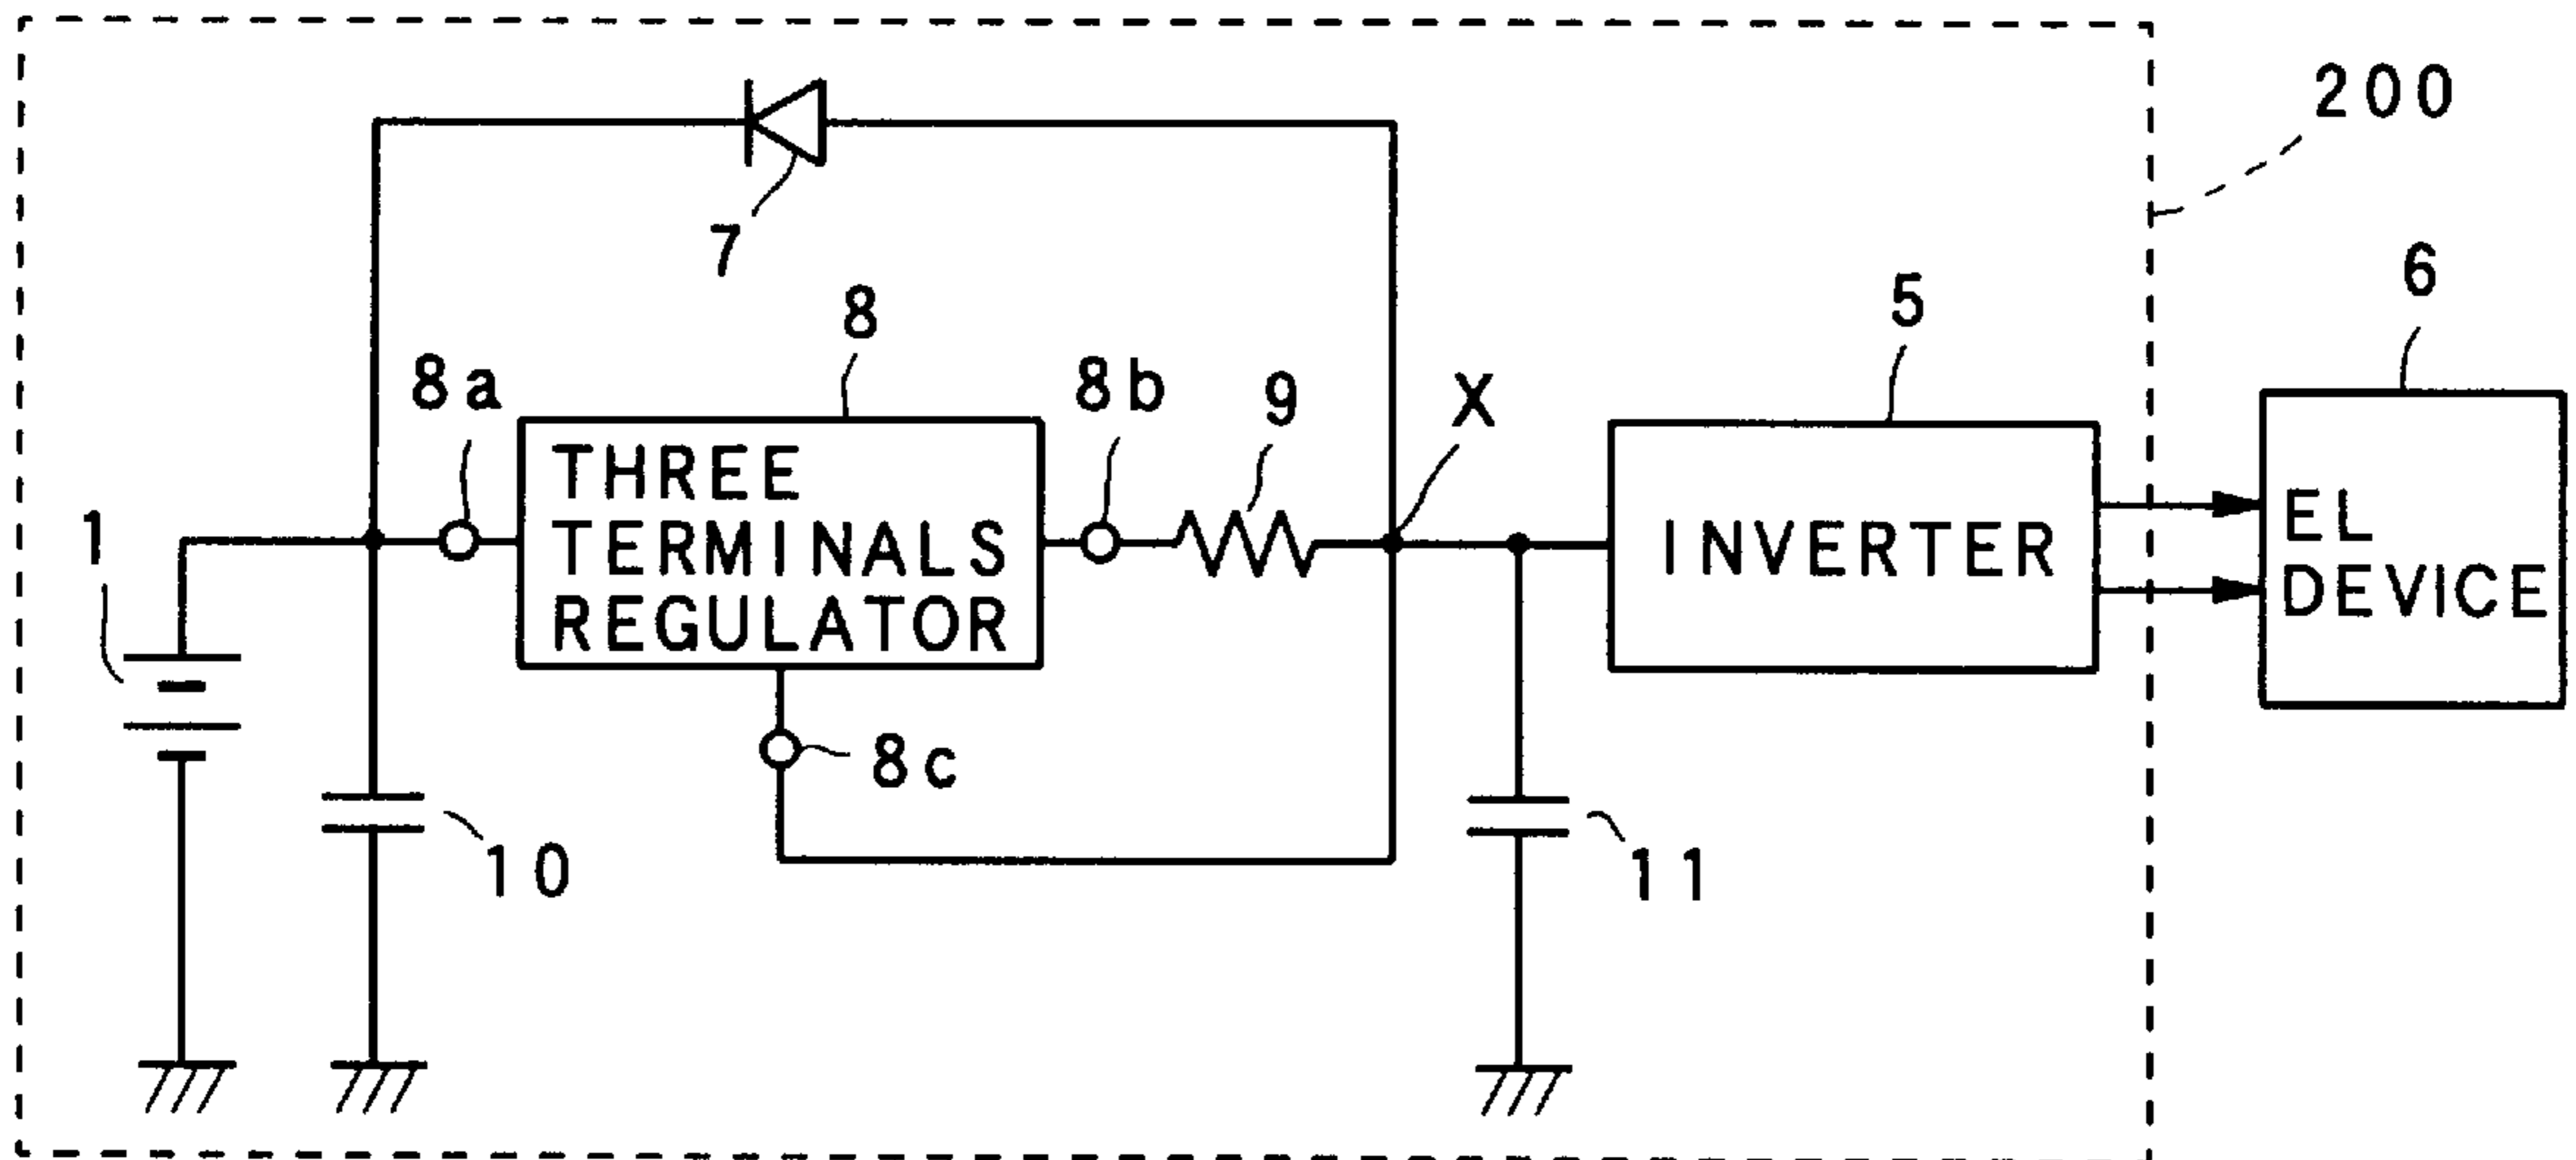 200
7
6
5
8
8a
8b
9
X
THREE
TERMINALS
REGULATOR
INVERTER
EL
DEVICE
1
8c
10
11